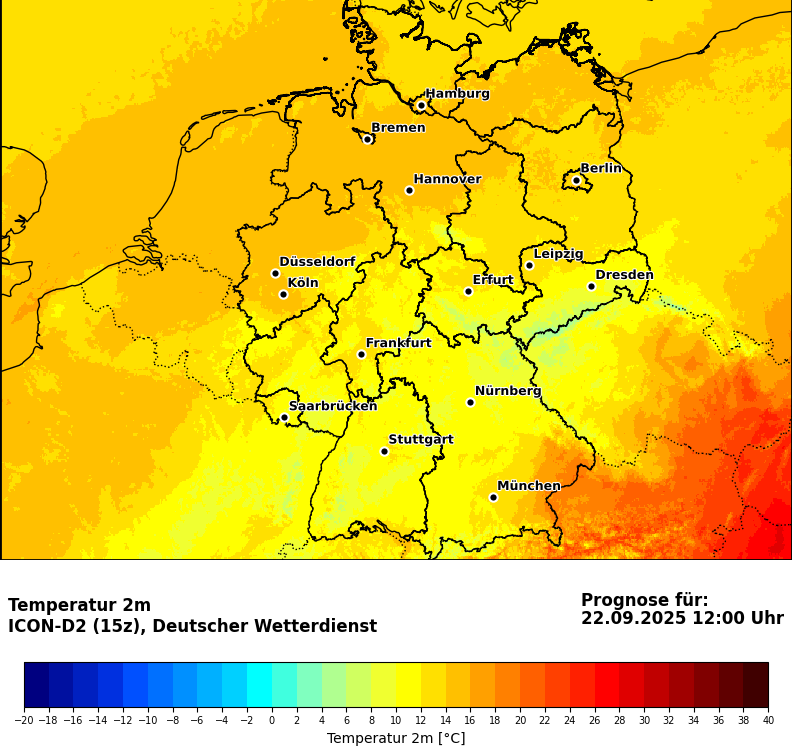 Hamburg
Bremen
Berlin
Hannover
Leipzig
Düsseldorf
Dresden
Erfurt
Köln
Frankfurt
Nürnberg
Saarbrücken
Stuttgart
München
Temperatur 2m
ICON-D2 (15z), Deutscher Wetterdienst
Prognose für:
22.09.2025 12:00 Uhr
−20 −18 −16 −14 −12 −10 −8 −6 −4 −2 0 2 4 6 8 10 12 14 16 18 20 22 24 26 28 30 32 34 36 38 40
Temperatur 2m [°C]